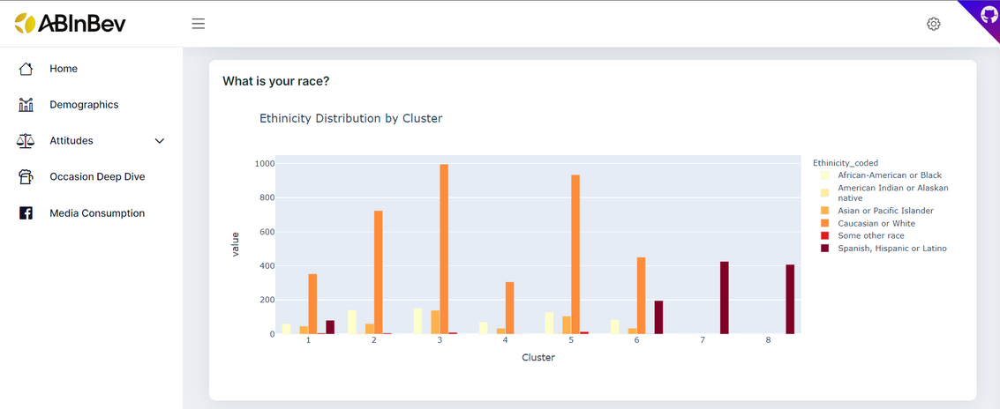 ABInBev
Home
Demographics
Attitudes
Occasion Deep Dive
Media Consumption
What is your race?
Ethinicity Distribution by Cluster
1000
800
600
400
200
0
value
1 2 3 4 5 6 7 8
Cluster
Ethinicity_coded
African-American or Black
American Indian or Alaskan
native
Asian or Pacific Islander
Caucasian or White
Some other race
Spanish, Hispanic or Latino